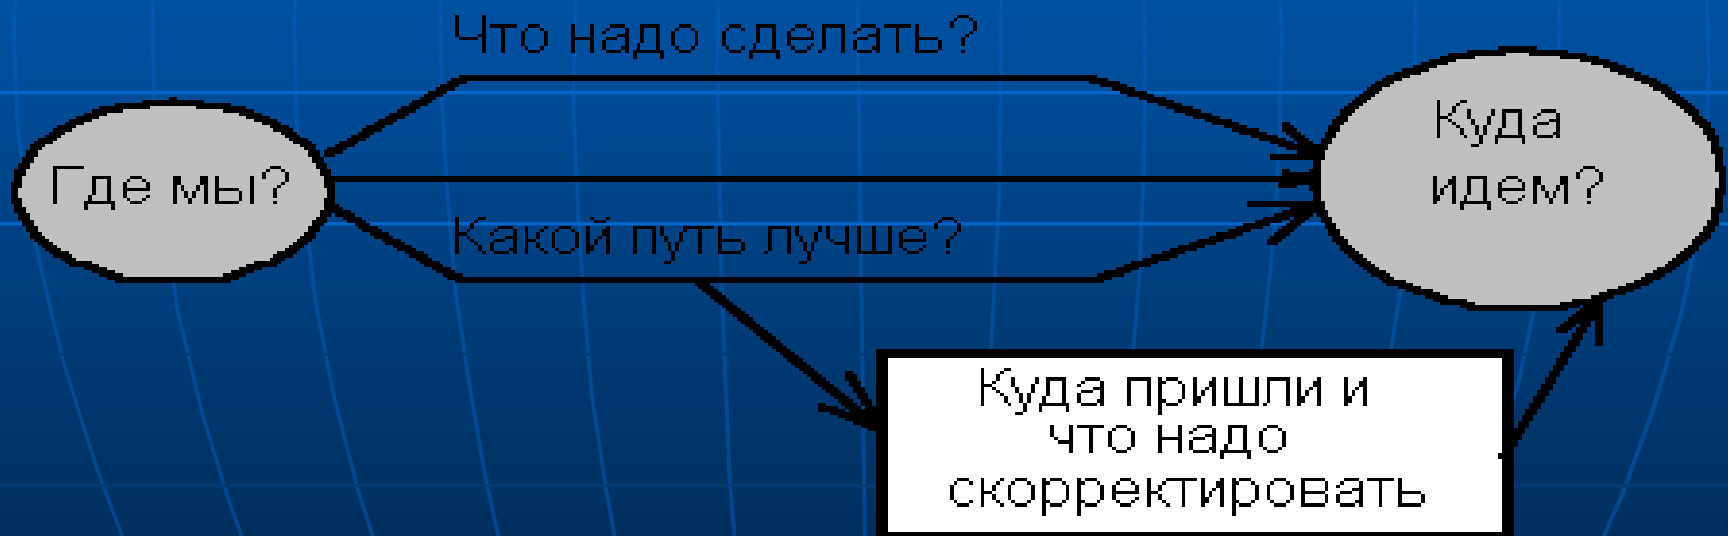 Что надо сделать?
Где мы?
Куда
идем?
Какой путь лучше?
Куда пришли и
что надо
скорректировать